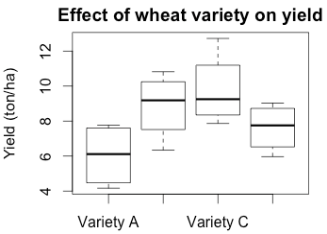 Effect of wheat variety on yield
Yield (ton/ha)
12
10
8
6
4
Variety A
Variety C